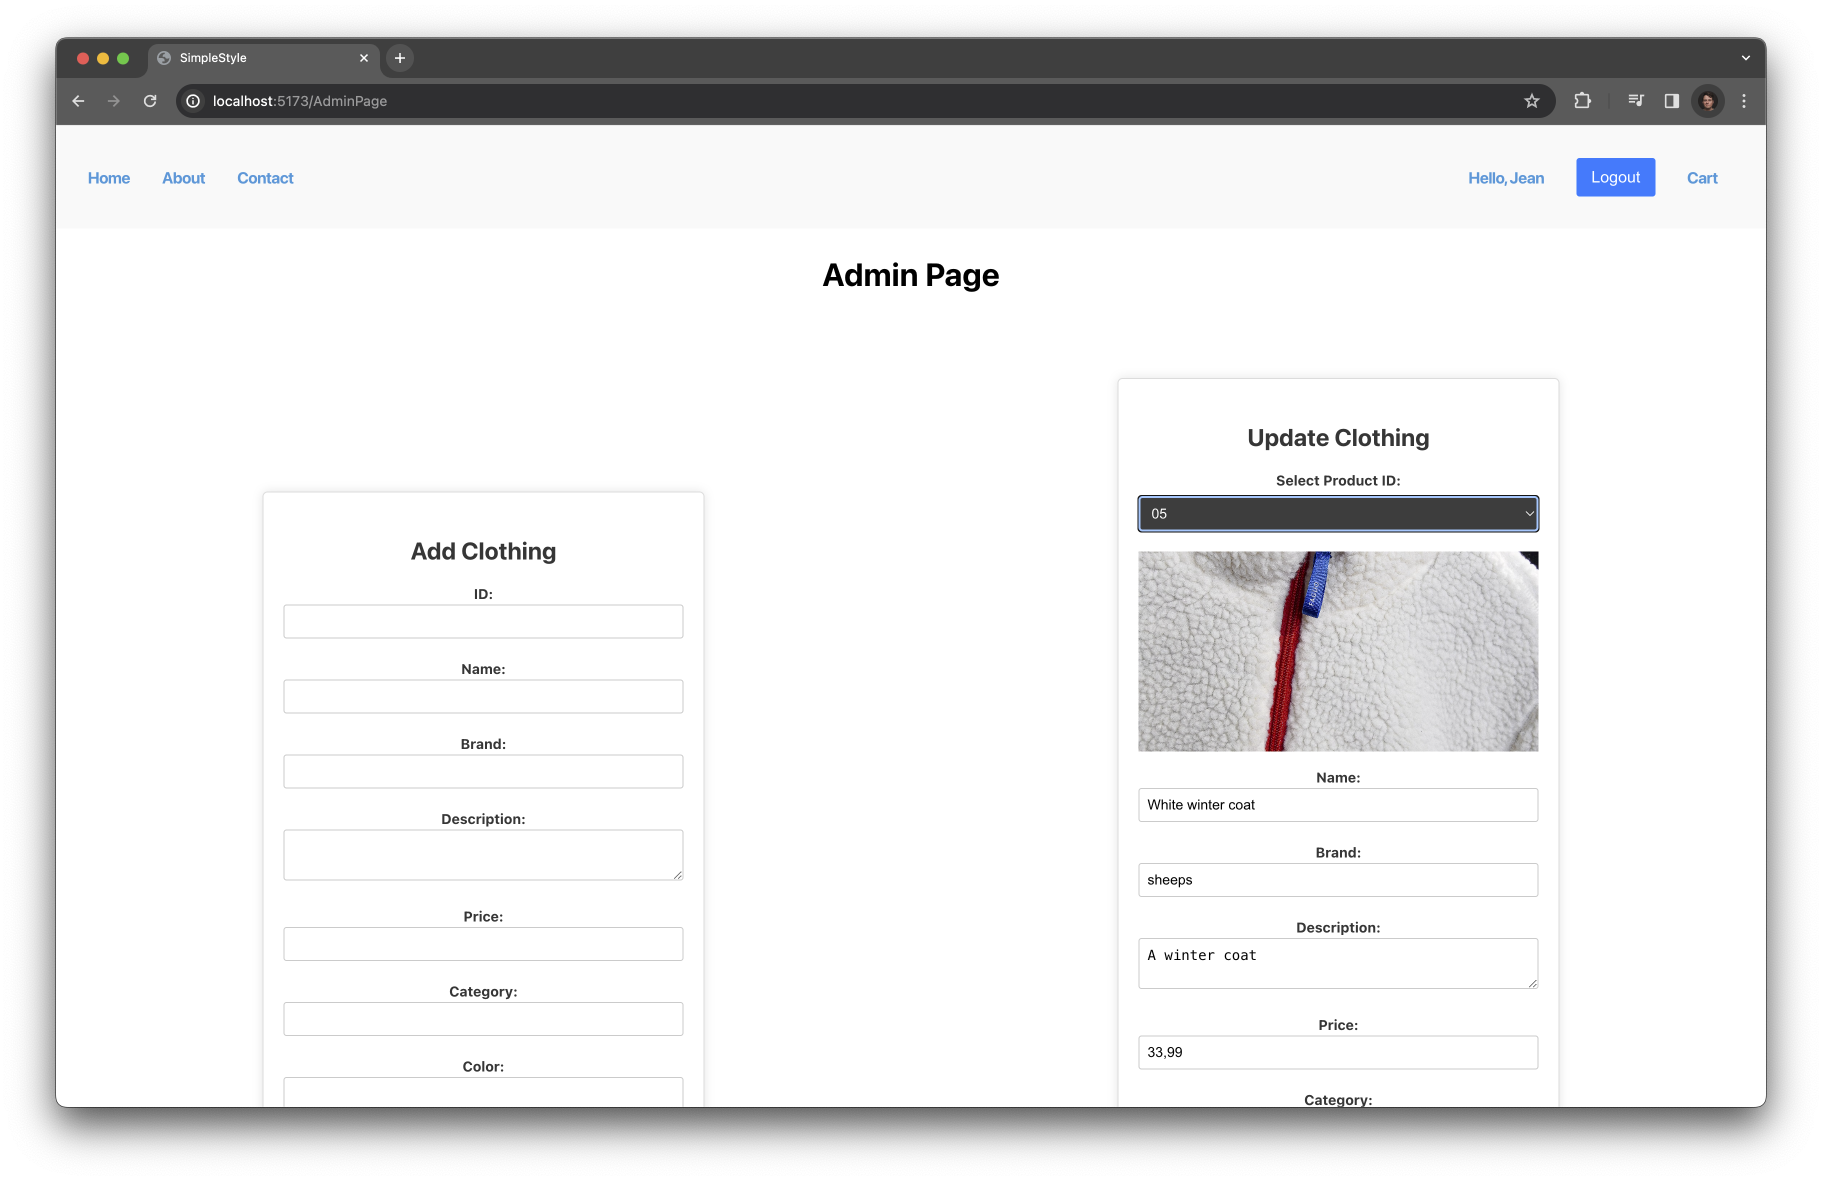 SimpleStyle
localhost:5173/AdminPage
Home About Contact Hello, Jean Logout Cart
Admin Page
Add Clothing
ID:
Name:
Brand:
Description:
Price:
Category:
Color:
Update Clothing
Select Product ID:
05
Name:
White winter coat
Brand:
sheeps
Description:
A winter coat
Price:
33,99
Category: